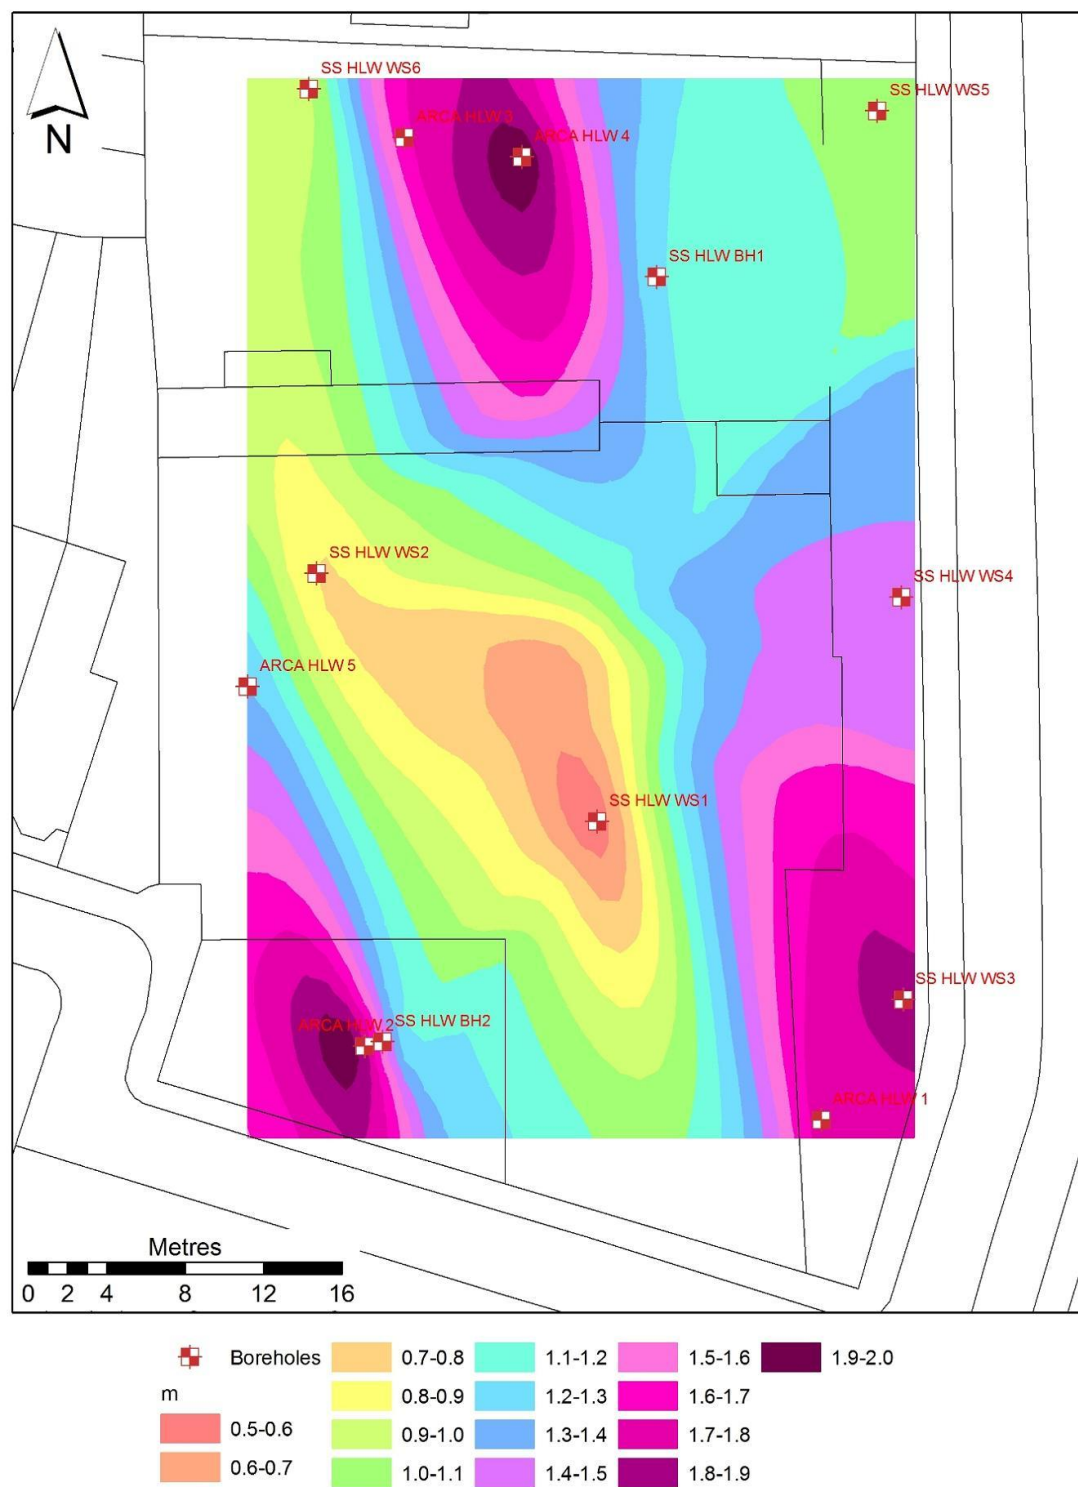 SS HLW WS6
SS HLW WS5
ARCA HLW 3
ARCA HLW 4
N
SS HLW BH1
SS HLW WS2
SS HLW WS4
ARCA HLW 5
SS HLW WS1
SS HLW WS3
ARCA HLW 2
SS HLW BH2
ARCA HLW 1
Metres
0 2 4 8 12 16
Boreholes
m
0.5-0.6
0.6-0.7
0.7-0.8
0.8-0.9
0.9-1.0
1.0-1.1
1.1-1.2
1.2-1.3
1.3-1.4
1.4-1.5
1.5-1.6
1.6-1.7
1.7-1.8
1.8-1.9
1.9-2.0